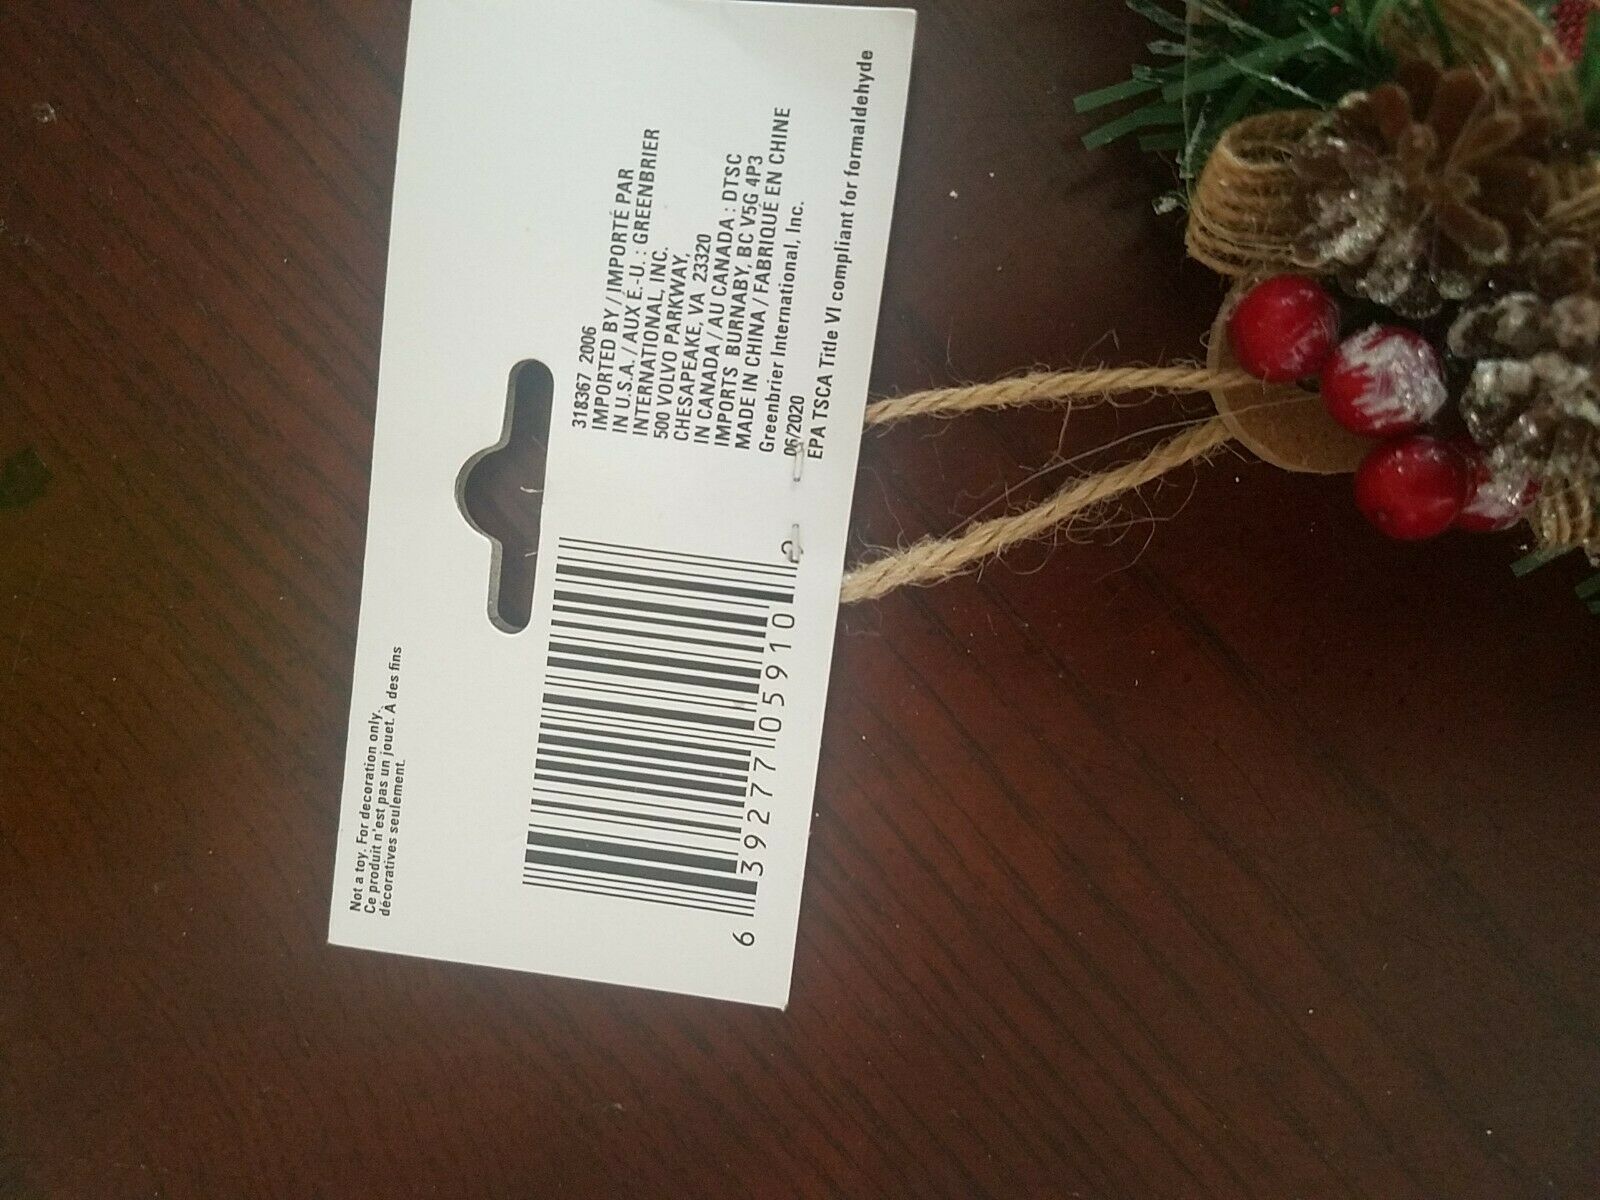 Not a toy. For decoration only.
Ce produit n'est pas un jouet. À des fins
décoratives seulement.
318367 2006
IMPORTED BY / IMPORTÉ PAR
IN U.S.A. / AUX É.-U. : GREENBRIER
INTERNATIONAL, INC.
500 VOLVO PARKWAY,
CHESAPEAKE, VA 23320
IN CANADA / AU CANADA : DTSC
IMPORTS BURNABY, BC V5G 4P3
MADE IN CHINA / FABRIQUÉ EN CHINE
Greenbrier International, Inc.
06/2020
EPA TSCA Title VI compliant for formaldehyde
6 39277 05910